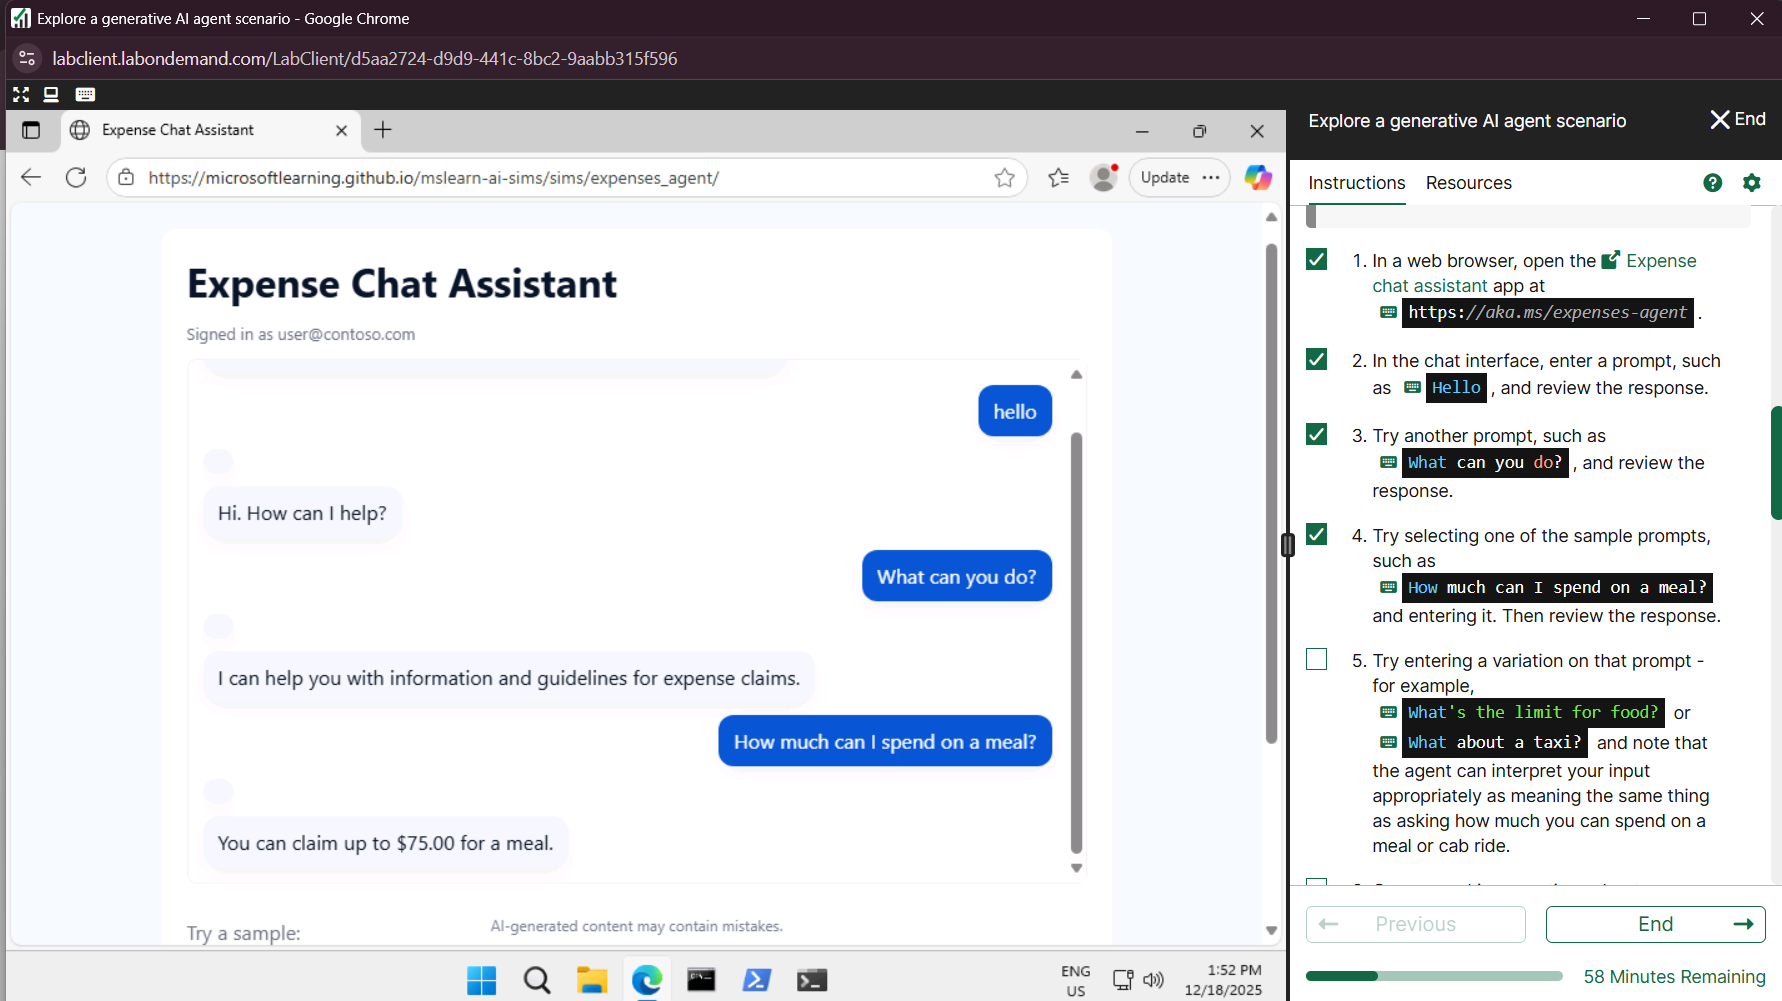 Explore a generative AI agent scenario - Google Chrome
labclient.labondemand.com/LabClient/d5aa2724-d9d9-441c-8bc2-9aabb315f596
Expense Chat Assistant
https://microsoftlearning.github.io/mslearn-ai-sims/sims/expenses_agent/
Update
Expense Chat Assistant
Signed in as user@contoso.com
hello
Hi. How can I help?
What can you do?
I can help you with information and guidelines for expense claims.
How much can I spend on a meal?
You can claim up to $75.00 for a meal.
Try a sample:
AI-generated content may contain mistakes.
ENG
US
1:52 PM
12/18/2025
Explore a generative AI agent scenario
End
Instructions
Resources
1. In a web browser, open the Expense
chat assistant app at
https://aka.ms/expenses-agent .
2. In the chat interface, enter a prompt, such
as Hello , and review the response.
3. Try another prompt, such as
What can you do? , and review the
response.
4. Try selecting one of the sample prompts,
such as
How much can I spend on a meal?
and entering it. Then review the response.
5. Try entering a variation on that prompt -
for example,
What's the limit for food? or
What about a taxi? and note that
the agent can interpret your input
appropriately as meaning the same thing
as asking how much you can spend on a
meal or cab ride.
Previous
End
58 Minutes Remaining